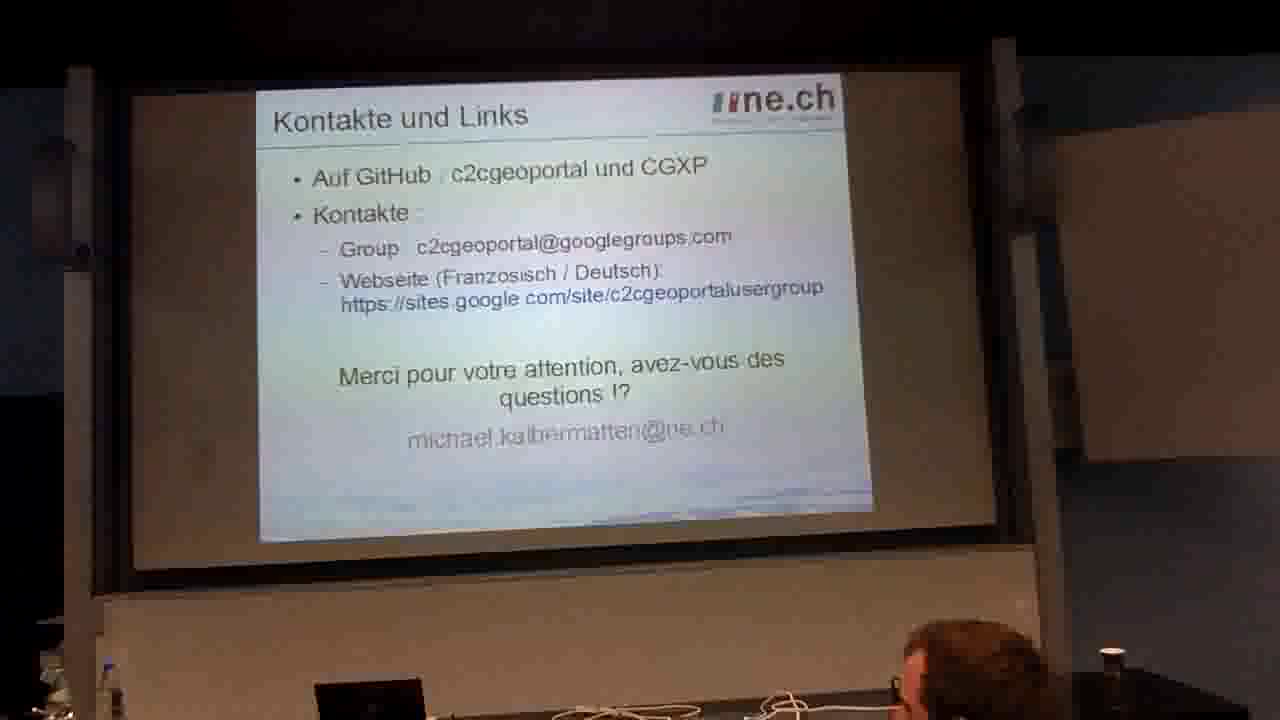 Kontakte und Links
ne.ch
• Auf GitHub : c2cgeoportal und CGXP
• Kontakte :
– Group : c2cgeoportal@googlegroups.com
– Webseite (Französisch / Deutsch):
https://sites.google.com/site/c2cgeoportalusergroup
Merci pour votre attention, avez-vous des
questions !?
michael.kalbermatten@ne.ch